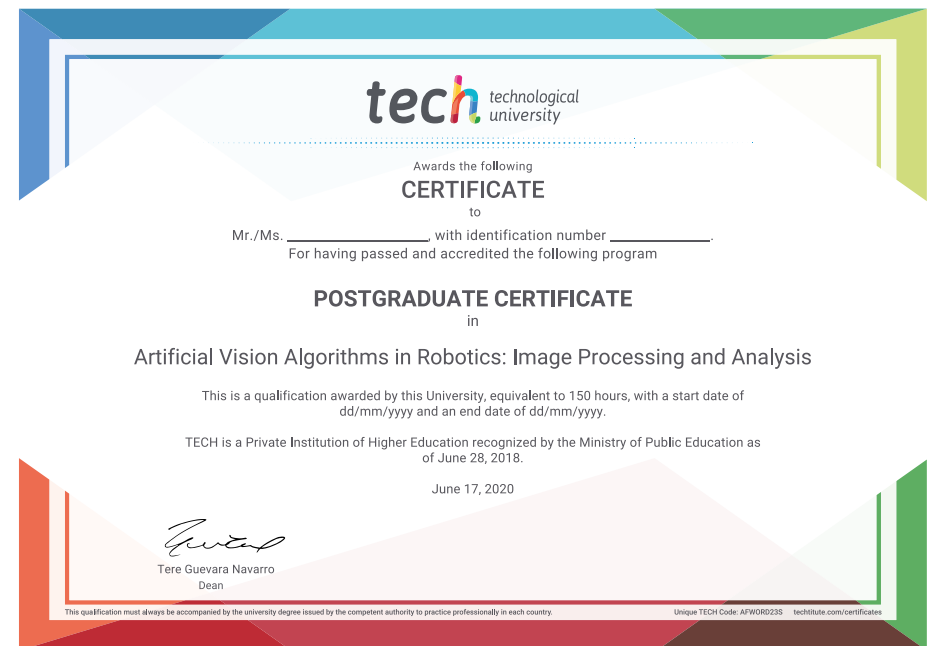 tech technological
university
Awards the following
CERTIFICATE
to
Mr./Ms. __________________, with identification number _____________.
For having passed and accredited the following program
POSTGRADUATE CERTIFICATE
in
Artificial Vision Algorithms in Robotics: Image Processing and Analysis
This is a qualification awarded by this University, equivalent to 150 hours, with a start date of
dd/mm/yyyy and an end date of dd/mm/yyyy.
TECH is a Private Institution of Higher Education recognized by the Ministry of Public Education as
of June 28, 2018.
June 17, 2020
Tere Guevara Navarro
Dean
This qualification must always be accompanied by the university degree issued by the competent authority to practice professionally in each country.
Unique TECH Code: AFWORD23S techtitute.com/certificates